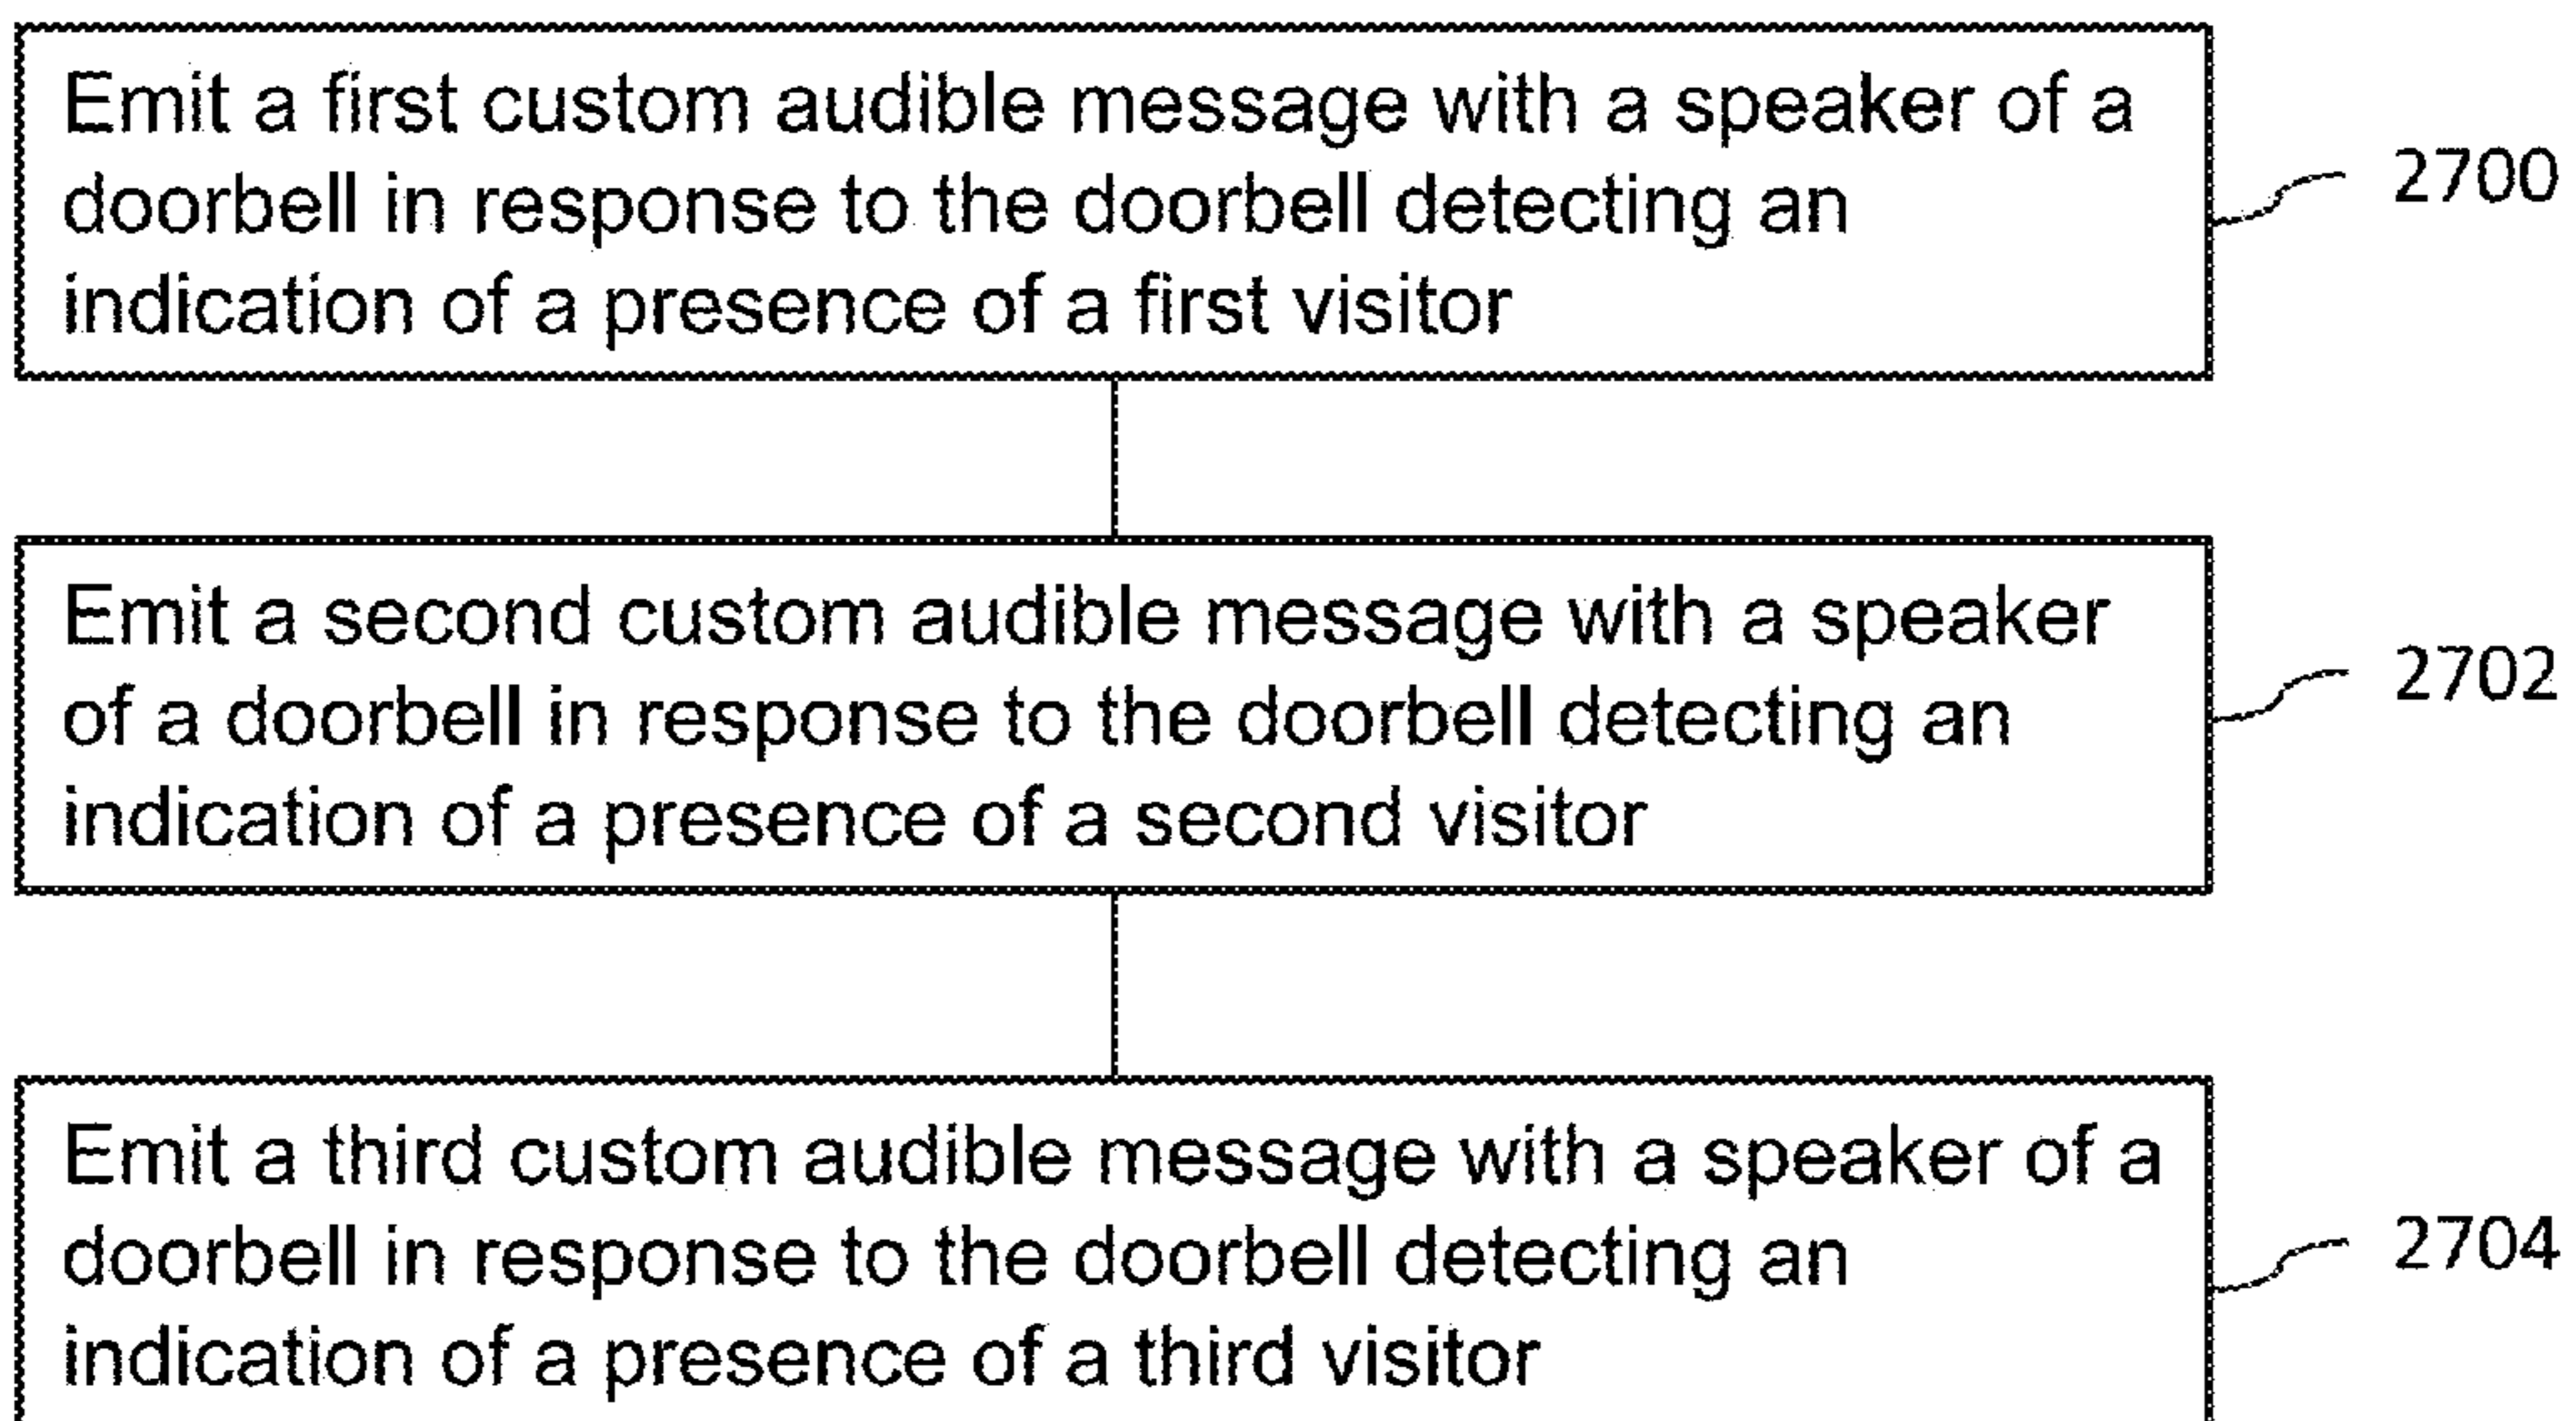 Emit a first custom audible message with a speaker of a
doorbell in response to the doorbell detecting an
indication of a presence of a first visitor
2700
Emit a second custom audible message with a speaker
of a doorbell in response to the doorbell detecting an
indication of a presence of a second visitor
2702
Emit a third custom audible message with a speaker of a
doorbell in response to the doorbell detecting an
indication of a presence of a third visitor
2704